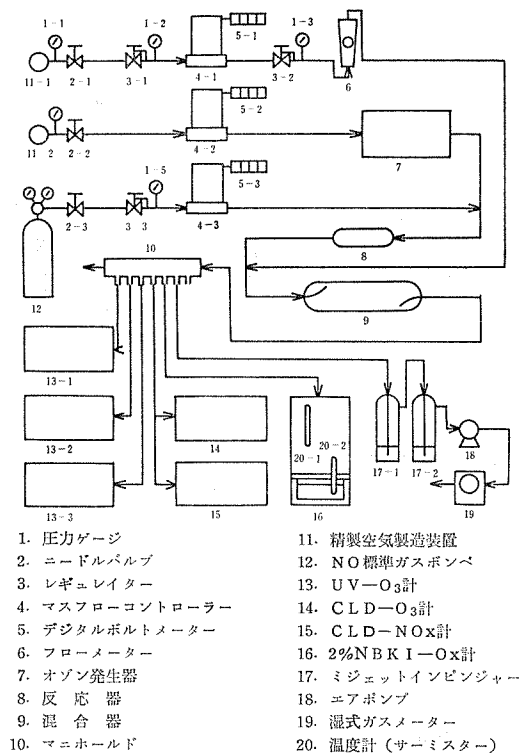 1-1
1-2
1-3
5-1
11-1
2-1
3-1
4-1
3-2
6
5-2
11 2
2-2
4-2
7
1-5
5-3
2-3
3 3
4-3
8
10
12
9
13-1
13-2
14
20-1
20-2
17-1
17-2
18
13-3
15
16
19
1. 圧力ゲージ
2. ニードルバルブ
3. レギュレイター
4. マスフローコントローラー
5. デジタルボルトメーター
6. フローメーター
7. オゾン発生器
8. 反応器
9. 混合器
10. マニホールド
11. 精製空気製造装置
12. NO標準ガスボンベ
13. UV-O3計
14. CLD-O3計
15. CLD-NOx計
16. 2%NBKI-Ox計
17. ミジェットインピンジャー
18. エアポンプ
19. 湿式ガスメーター
20. 温度計(サーミスター)